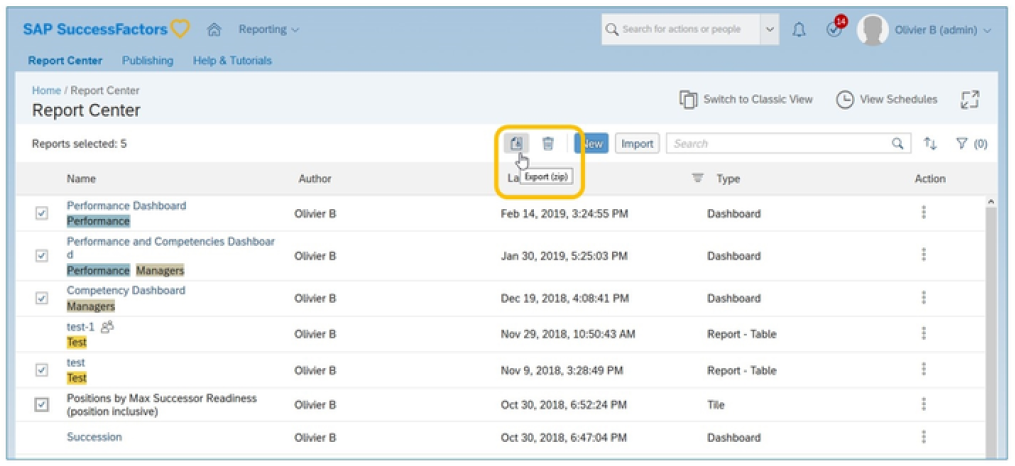 SAP SuccessFactors Reporting Search for actions or people 14 Olivier B (admin)
Report Center Publishing Help & Tutorials
Home / Report Center
Switch to Classic View View Schedules
Report Center
Reports selected: 5 New Import Search (0)
Export (zip)
Name Author La Type Action
Performance Dashboard
Performance
Olivier B Feb 14, 2019, 3:24:55 PM Dashboard
Performance and Competencies Dashboar
d
Performance Managers
Olivier B Jan 30, 2019, 5:25:03 PM Dashboard
Competency Dashboard
Managers
Olivier B Dec 19, 2018, 4:08:41 PM Dashboard
test-1
Test
Olivier B Nov 29, 2018, 10:50:43 AM Report - Table
test
Test
Olivier B Nov 9, 2018, 3:28:49 PM Report - Table
Positions by Max Successor Readiness
(position inclusive)
Olivier B Oct 30, 2018, 6:52:24 PM Tile
Succession Olivier B Oct 30, 2018, 6:47:04 PM Dashboard